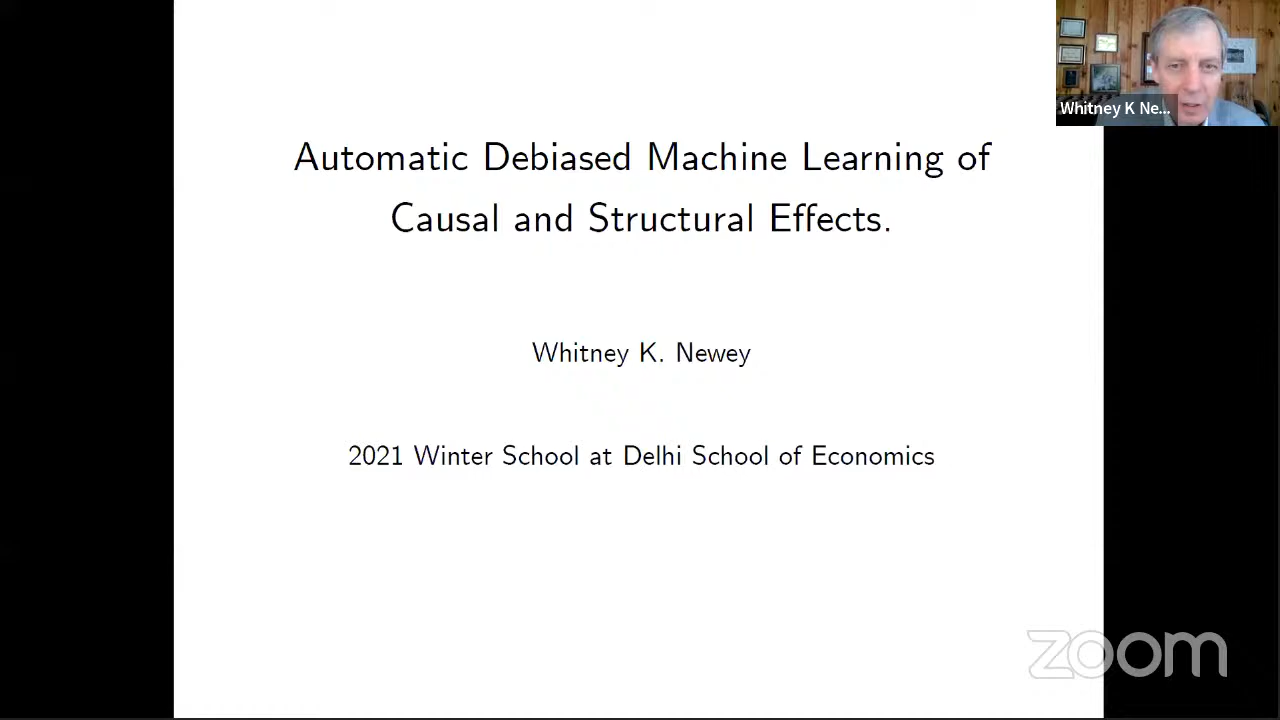 Whitney K Ne...
Automatic Debiased Machine Learning of
Causal and Structural Effects.
Whitney K. Newey
2021 Winter School at Delhi School of Economics
zoom